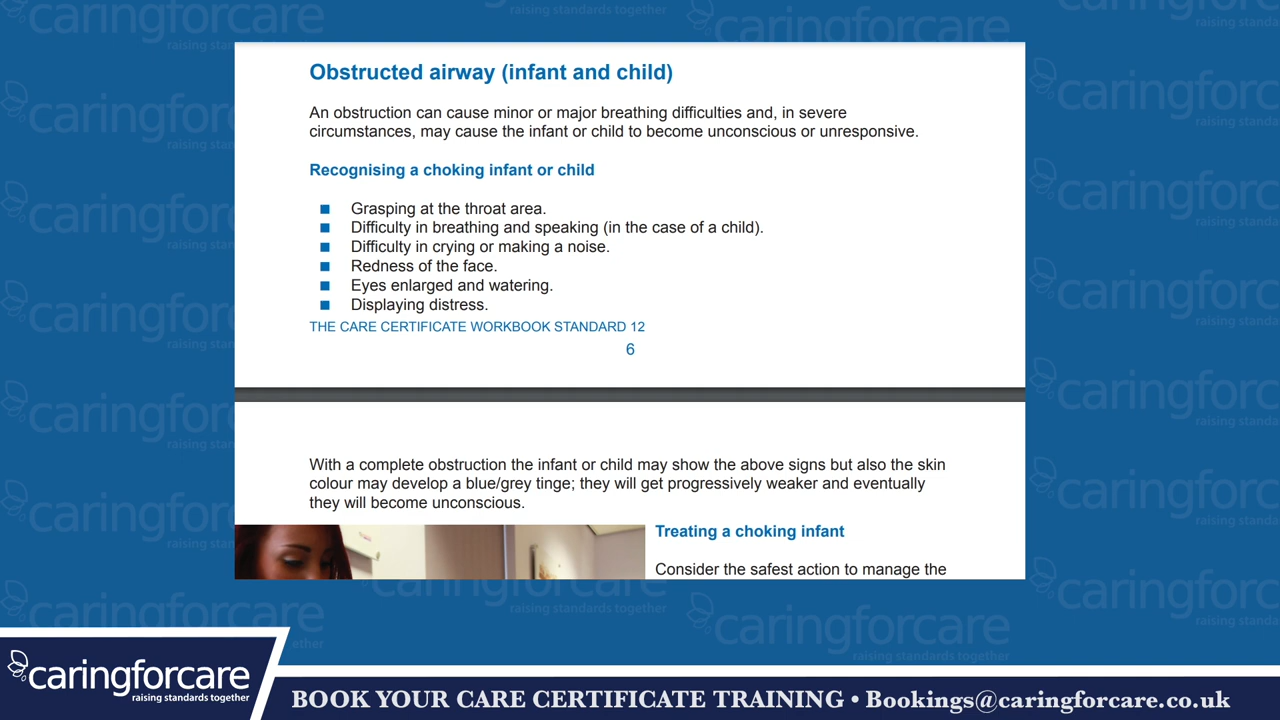 Obstructed airway (infant and child)
An obstruction can cause minor or major breathing difficulties and, in severe
circumstances, may cause the infant or child to become unconscious or unresponsive.
Recognising a choking infant or child
Grasping at the throat area.
Difficulty in breathing and speaking (in the case of a child).
Difficulty in crying or making a noise.
Redness of the face.
Eyes enlarged and watering.
Displaying distress.
THE CARE CERTIFICATE WORKBOOK STANDARD 12
6
With a complete obstruction the infant or child may show the above signs but also the skin
colour may develop a blue/grey tinge; they will get progressively weaker and eventually
they will become unconscious.
Treating a choking infant
Consider the safest action to manage the
caringforcare
raising standards together
BOOK YOUR CARE CERTIFICATE TRAINING • Bookings@caringforcare.co.uk